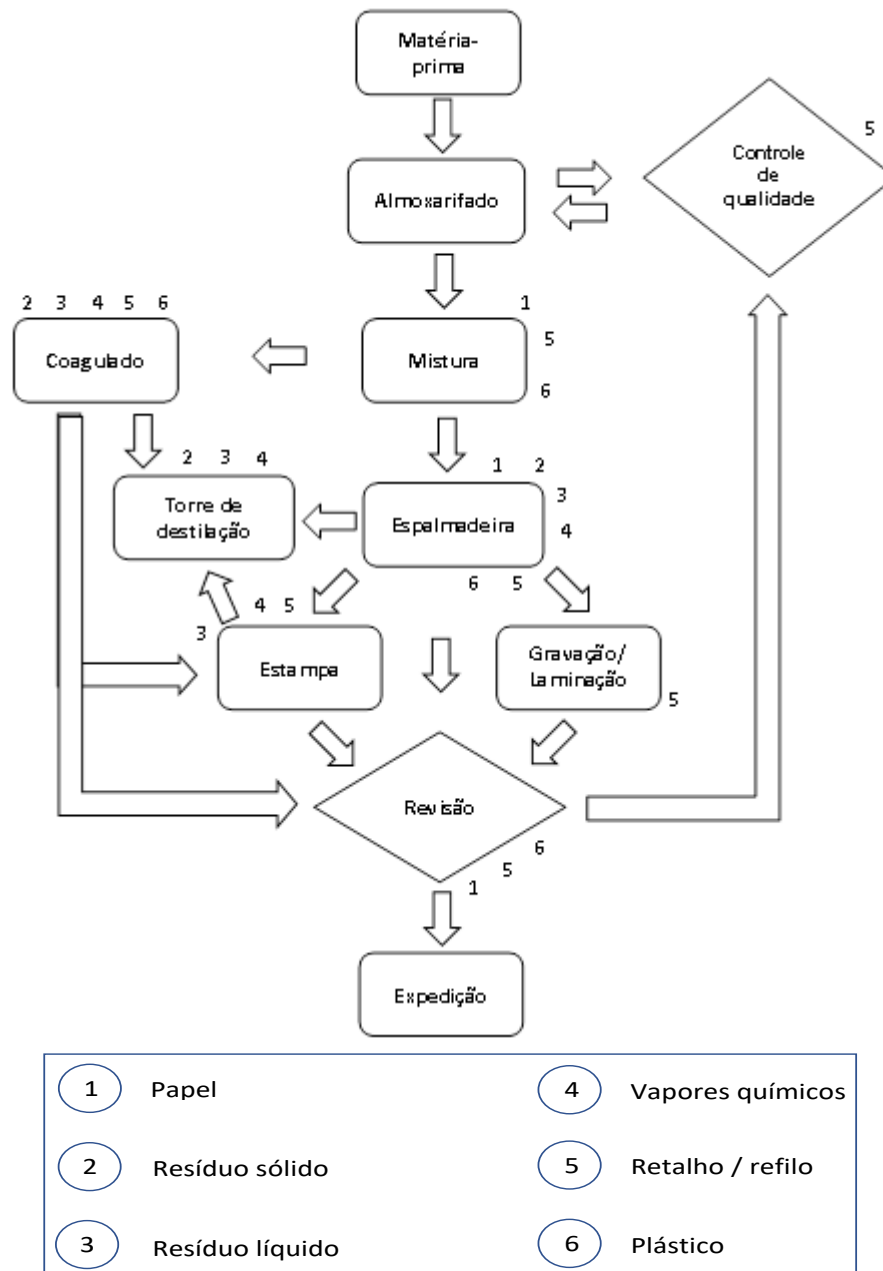 Matéria-
prima
Almoxarifado
Controle
de
qualidade
5
2 3 4 5 6
Coagulado
Mistura
1
5
6
2 3 4
Torre de
destilação
Espalmadeira
1 2
3
4
6 5
3
4 5
Estampa
Gravação/
Laminação
5
Revisão
6
5
1
Expedição
1 Papel
4 Vapores químicos
2 Resíduo sólido
5 Retalho / refilo
3 Resíduo líquido
6 Plástico